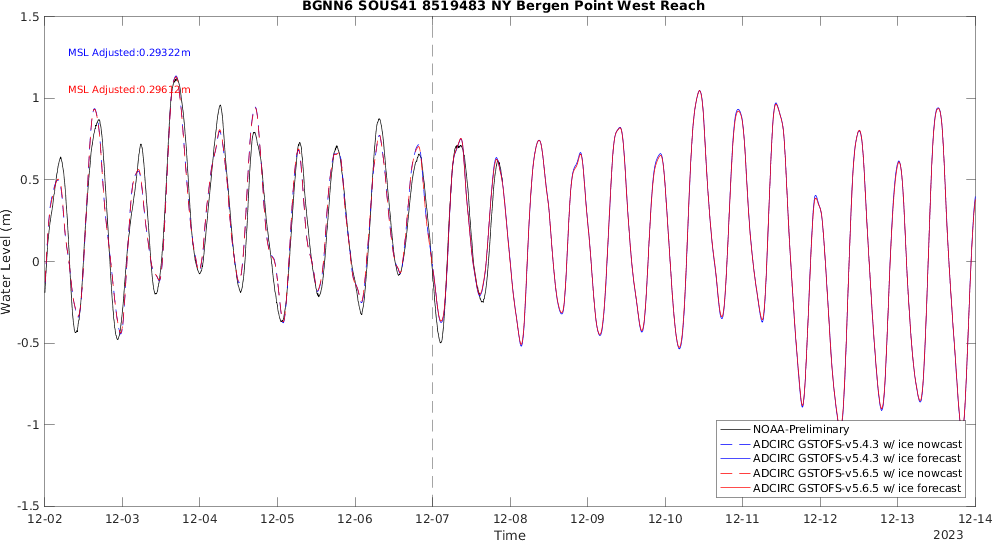 BGNN6 SOUS41 8519483 NY Bergen Point West Reach
1.5
1
0.5
0
-0.5
-1
-1.5
Water Level (m)
MSL Adjusted:0.29322m
MSL Adjusted:0.29612m
NOAA-Preliminary
ADCIRC GSTOFS-v5.4.3 w/ ice nowcast
ADCIRC GSTOFS-v5.4.3 w/ ice forecast
ADCIRC GSTOFS-v5.6.5 w/ ice nowcast
ADCIRC GSTOFS-v5.6.5 w/ ice forecast
12-02 12-03 12-04 12-05 12-06 12-07 12-08 12-09 12-10 12-11 12-12 12-13 12-14
Time
2023